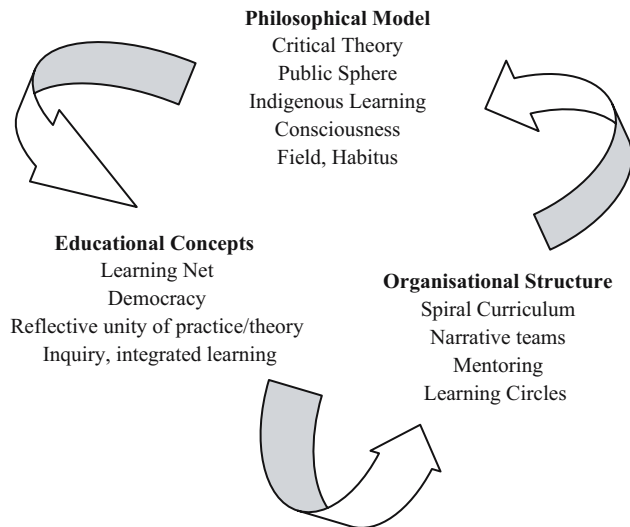 Philosophical Model
Critical Theory
Public Sphere
Indigenous Learning
Consciousness
Field, Habitus
Educational Concepts
Learning Net
Democracy
Reflective unity of practice/theory
Inquiry, integrated learning
Organisational Structure
Spiral Curriculum
Narrative teams
Mentoring
Learning Circles